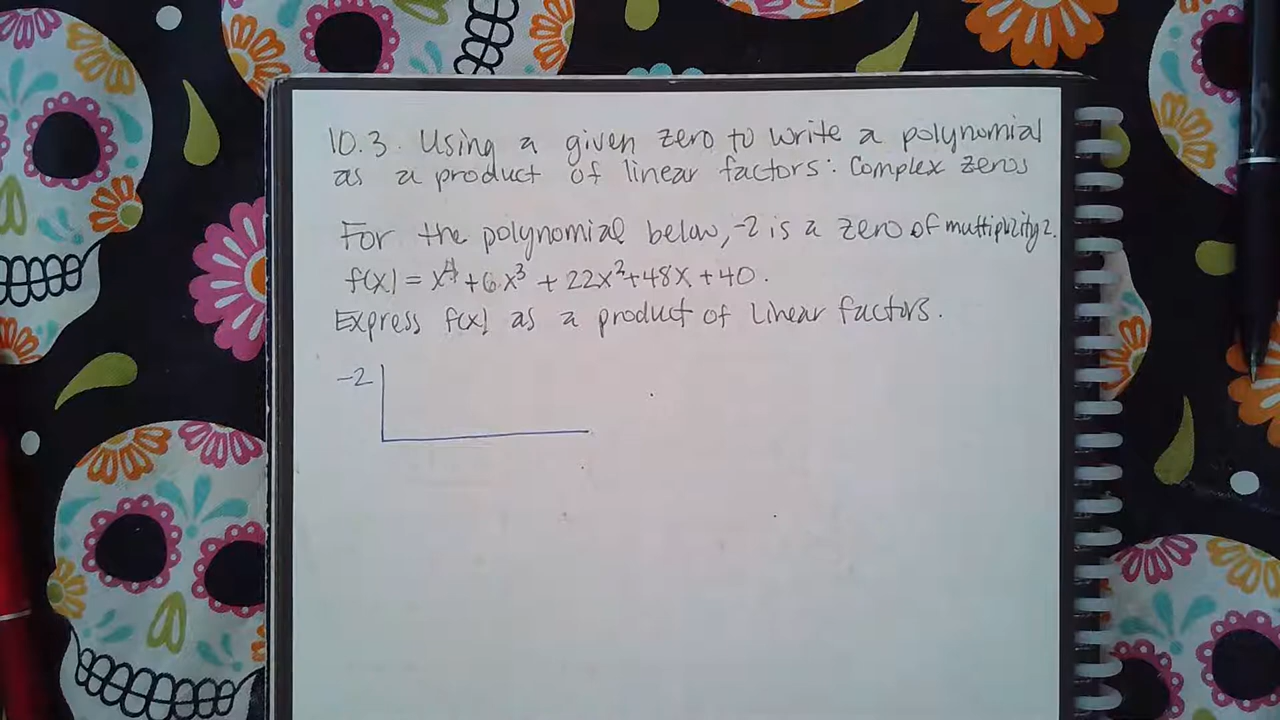 10.3. Using a given zero to write a polynomial
as a product of linear factors: Complex zeros
For the polynomial below, -2 is a zero of multiplizity 2.
f(x) = x⁴ + 6x³ + 22x² + 48x + 40.
Express f(x) as a product of linear factors.
-2